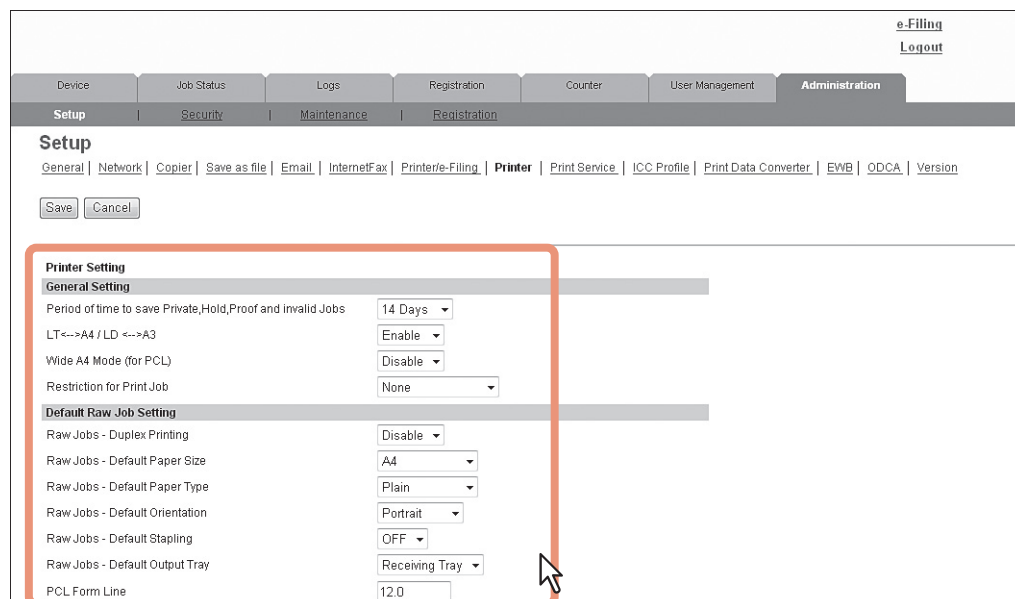 e-Filing
Logout
Device Job Status Logs Registration Counter User Management Administration
Setup | Security | Maintenance | Registration
Setup
General | Network | Copier | Save as file | Email | InternetFax | Printer/e-Filing | Printer | Print Service | ICC Profile | Print Data Converter | EWB | ODCA | Version
Save Cancel
Printer Setting
General Setting
Period of time to save Private,Hold,Proof and invalid Jobs 14 Days
LT<-->A4 / LD <-->A3 Enable
Wide A4 Mode (for PCL) Disable
Restriction for Print Job None
Default Raw Job Setting
Raw Jobs - Duplex Printing Disable
Raw Jobs - Default Paper Size A4
Raw Jobs - Default Paper Type Plain
Raw Jobs - Default Orientation Portrait
Raw Jobs - Default Stapling OFF
Raw Jobs - Default Output Tray Receiving Tray
PCL Form Line 12.0